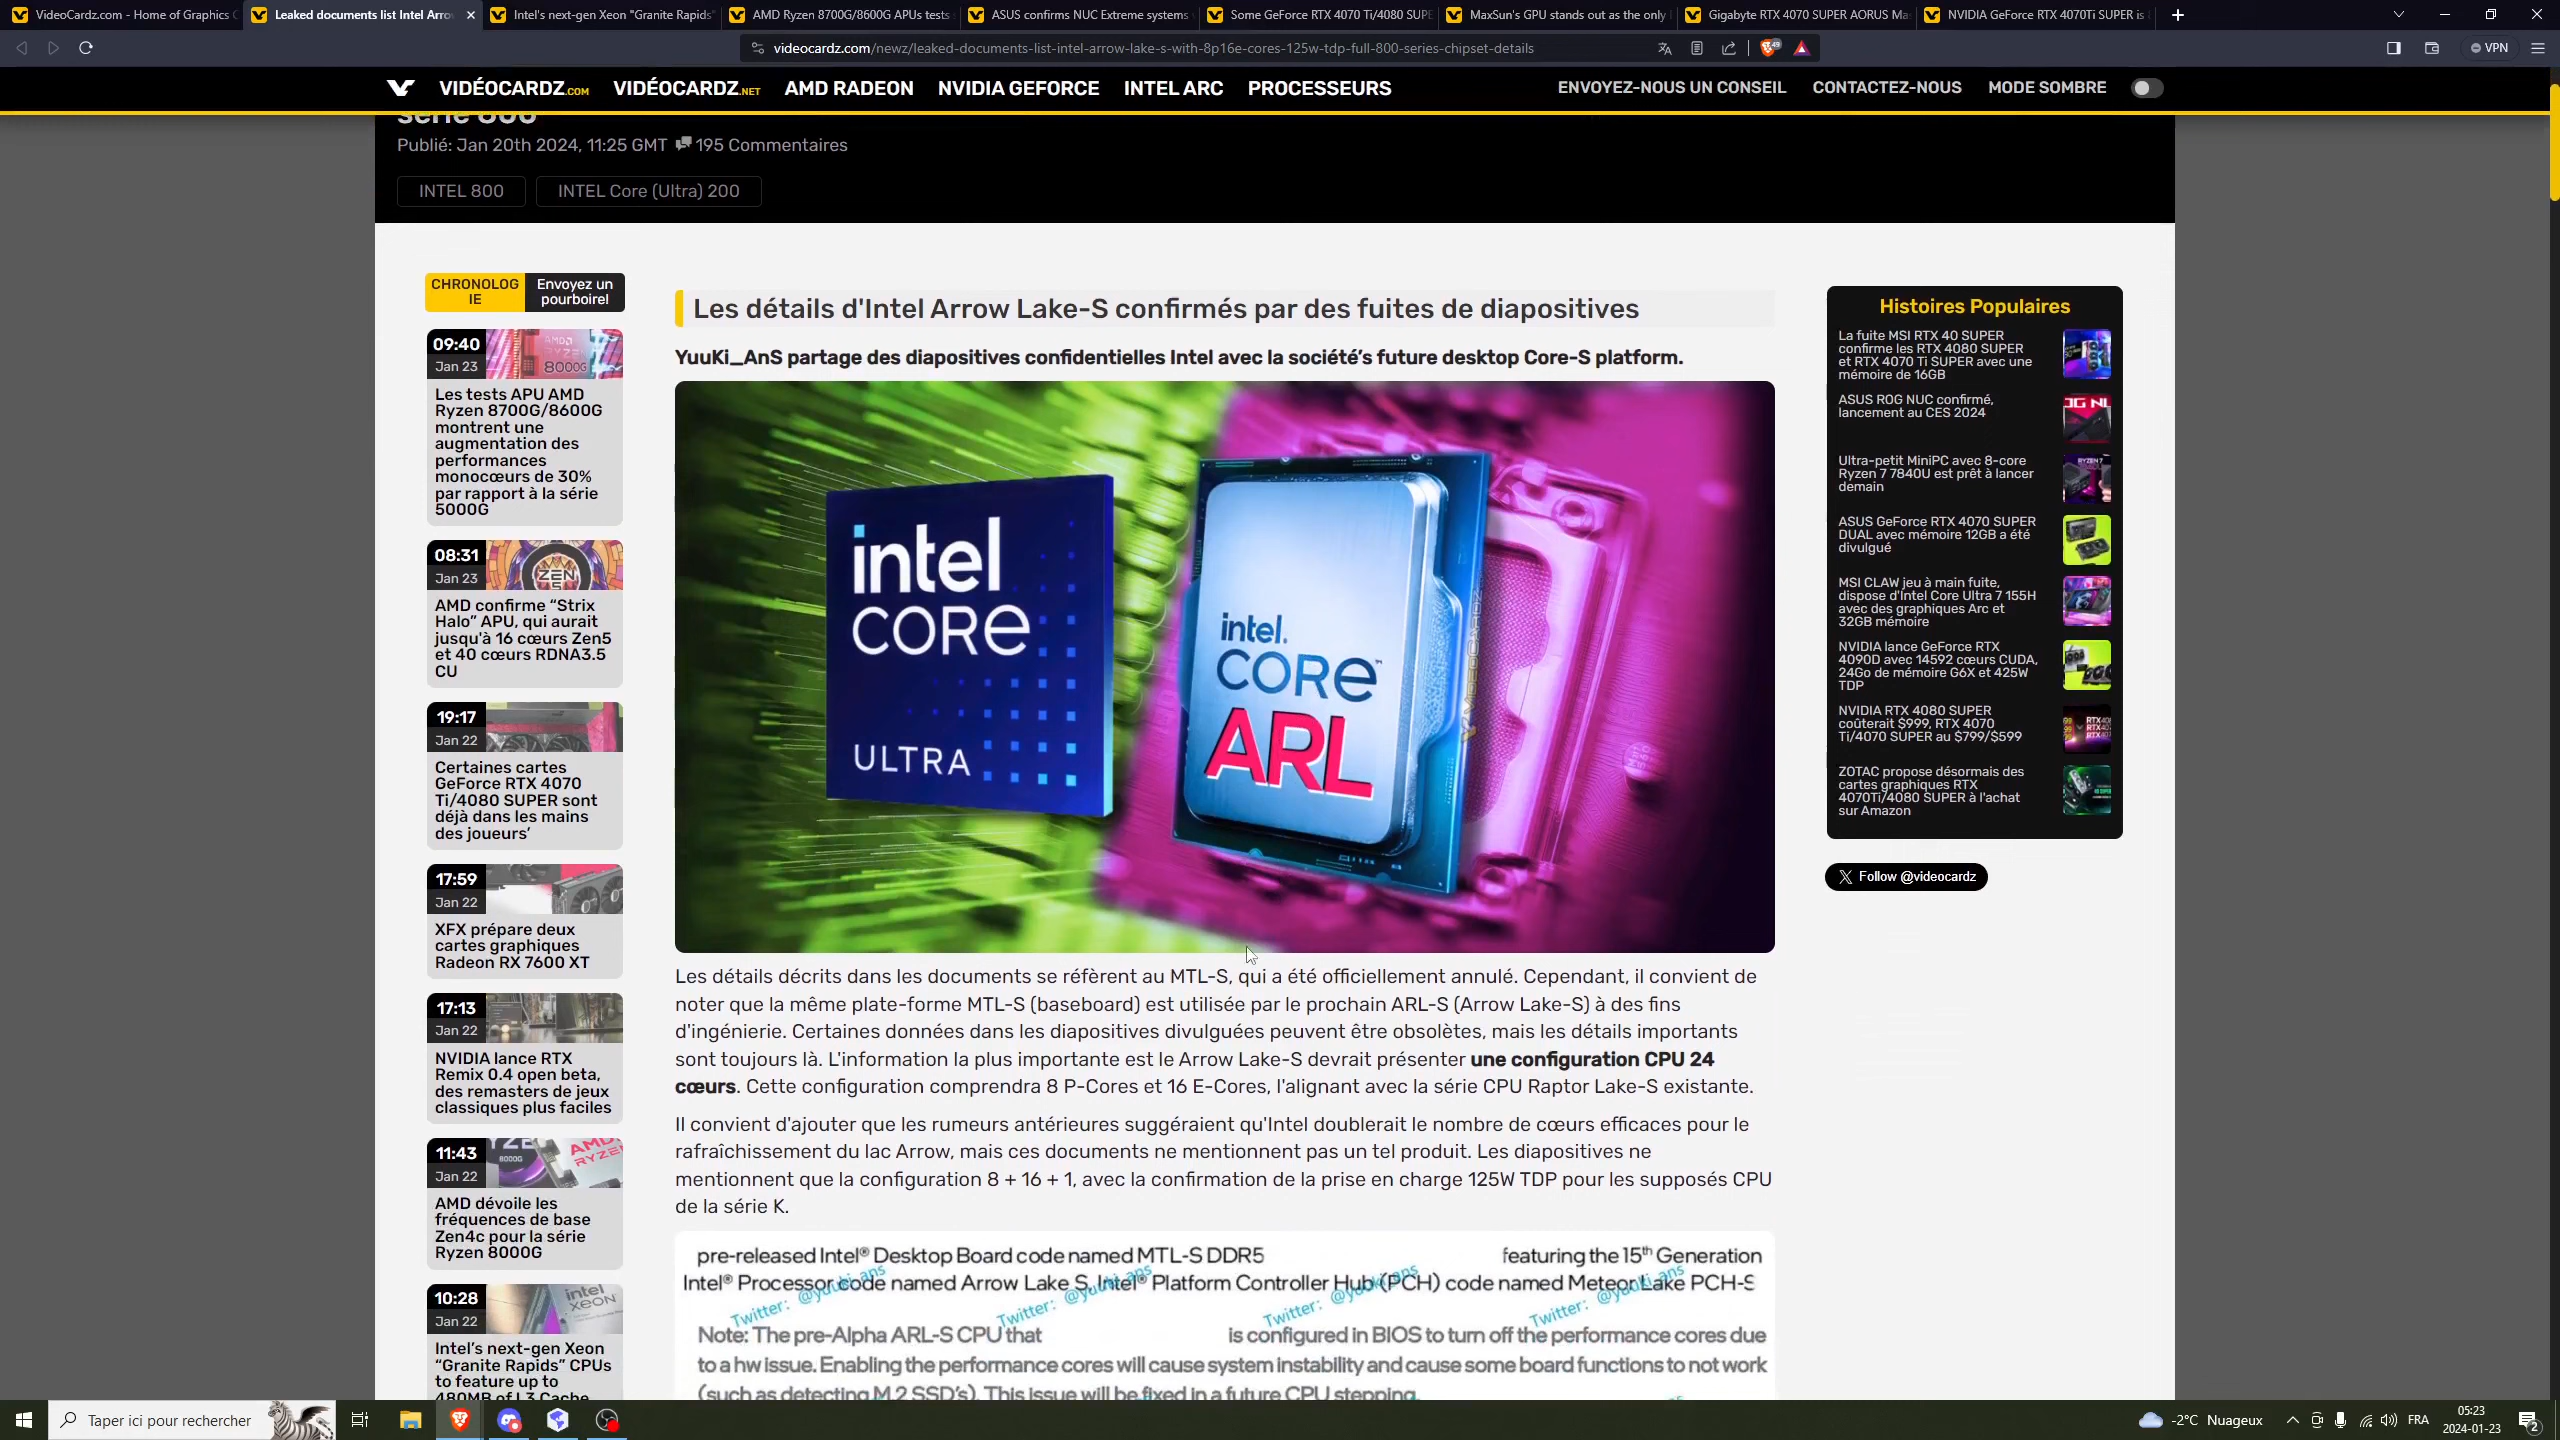 VideoCardz.com - Home of Graphics C
Leaked documents list Intel Arro
Intel's next-gen Xeon "Granite Rapids"
AMD Ryzen 8700G/8600G APUs tests
ASUS confirms NUC Extreme systems
Some GeForce RTX 4070 Ti/4080 SUPE
MaxSun's GPU stands out as the only
Gigabyte RTX 4070 SUPER AORUS Mas
NVIDIA GeForce RTX 4070Ti SUPER is
videocardz.com/newz/leaked-documents-list-intel-arrow-lake-s-with-8p16e-cores-125w-tdp-full-800-series-chipset-details
VPN
VIDÉOCARDZ.COM
VIDÉOCARDZ.NET
AMD RADEON
NVIDIA GEFORCE
INTEL ARC
PROCESSEURS
ENVOYEZ-NOUS UN CONSEIL
CONTACTEZ-NOUS
MODE SOMBRE
série 800
Publié: Jan 20th 2024, 11:25 GMT 195 Commentaires
INTEL 800
INTEL Core (Ultra) 200
CHRONOLOG
IE
Envoyez un
pourboire!
09:40
Jan 23
Les tests APU AMD
Ryzen 8700G/8600G
montrent une
augmentation des
performances
monocœurs de 30%
par rapport à la série
5000G
08:31
Jan 23
AMD confirme “Strix
Halo” APU, qui aurait
jusqu'à 16 cœurs Zen5
et 40 cœurs RDNA3.5
CU
19:17
Jan 22
Certaines cartes
GeForce RTX 4070
Ti/4080 SUPER sont
déjà dans les mains
des joueurs’
17:59
Jan 22
XFX prépare deux
cartes graphiques
Radeon RX 7600 XT
17:13
Jan 22
NVIDIA lance RTX
Remix 0.4 open beta,
des remasters de jeux
classiques plus faciles
11:43
Jan 22
AMD dévoile les
fréquences de base
Zen4c pour la série
Ryzen 8000G
10:28
Jan 22
Intel’s next-gen Xeon
“Granite Rapids” CPUs
to feature up to
480MB of L3 Cache
Les détails d'Intel Arrow Lake-S confirmés par des fuites de diapositives
YuuKi_AnS partage des diapositives confidentielles Intel avec la société’s future desktop Core-S platform.
intel
CORE
ULTRA
intel.
CORE™
ARL
VIDEOCARDZ
Les détails décrits dans les documents se réfèrent au MTL-S, qui a été officiellement annulé. Cependant, il convient de
noter que la même plate-forme MTL-S (baseboard) est utilisée par le prochain ARL-S (Arrow Lake-S) à des fins
d'ingénierie. Certaines données dans les diapositives divulguées peuvent être obsolètes, mais les détails importants
sont toujours là. L'information la plus importante est le Arrow Lake-S devrait présenter une configuration CPU 24
cœurs. Cette configuration comprendra 8 P-Cores et 16 E-Cores, l'alignant avec la série CPU Raptor Lake-S existante.
Il convient d'ajouter que les rumeurs antérieures suggéraient qu'Intel doublerait le nombre de cœurs efficaces pour le
rafraîchissement du lac Arrow, mais ces documents ne mentionnent pas un tel produit. Les diapositives ne
mentionnent que la configuration 8 + 16 + 1, avec la confirmation de la prise en charge 125W TDP pour les supposés CPU
de la série K.
pre-released Intel® Desktop Board code named MTL-S DDR5 featuring the 15th Generation
Intel® Processor code named Arrow Lake S, Intel® Platform Controller Hub (PCH) code named Meteor Lake PCH-S
Twitter: @yuuki_ans
Twitter: @yuuki_ans
Twitter: @yuuki_ans
Twitter: @yuuki_ans
Note: The pre-Alpha ARL-S CPU that is configured in BIOS to turn off the performance cores due
to a hw issue. Enabling the performance cores will cause system instability and cause some board functions to not work
(such as detecting M.2 SSD's). This issue will be fixed in a future CPU stepping.
Histoires Populaires
La fuite MSI RTX 40 SUPER
confirme les RTX 4080 SUPER
et RTX 4070 Ti SUPER avec une
mémoire de 16GB
ASUS ROG NUC confirmé,
lancement au CES 2024
Ultra-petit MiniPC avec 8-core
Ryzen 7 7840U est prêt à lancer
demain
ASUS GeForce RTX 4070 SUPER
DUAL avec mémoire 12GB a été
divulgué
MSI CLAW jeu à main fuite,
dispose d'Intel Core Ultra 7 155H
avec des graphiques Arc et
32GB mémoire
NVIDIA lance GeForce RTX
4090D avec 14592 cœurs CUDA,
24Go de mémoire G6X et 425W
TDP
NVIDIA RTX 4080 SUPER
coûterait $999, RTX 4070
Ti/4070 SUPER au $799/$599
ZOTAC propose désormais des
cartes graphiques RTX
4070Ti/4080 SUPER à l'achat
sur Amazon
Follow @videocardz
Taper ici pour rechercher
-2°C Nuageux
FRA
05:23
2024-01-23
2